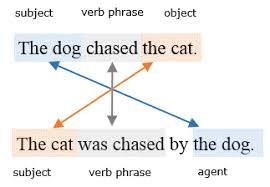 subject verb phrase object
The dog chased the cat.
The cat was chased by the dog.
subject verb phrase agent